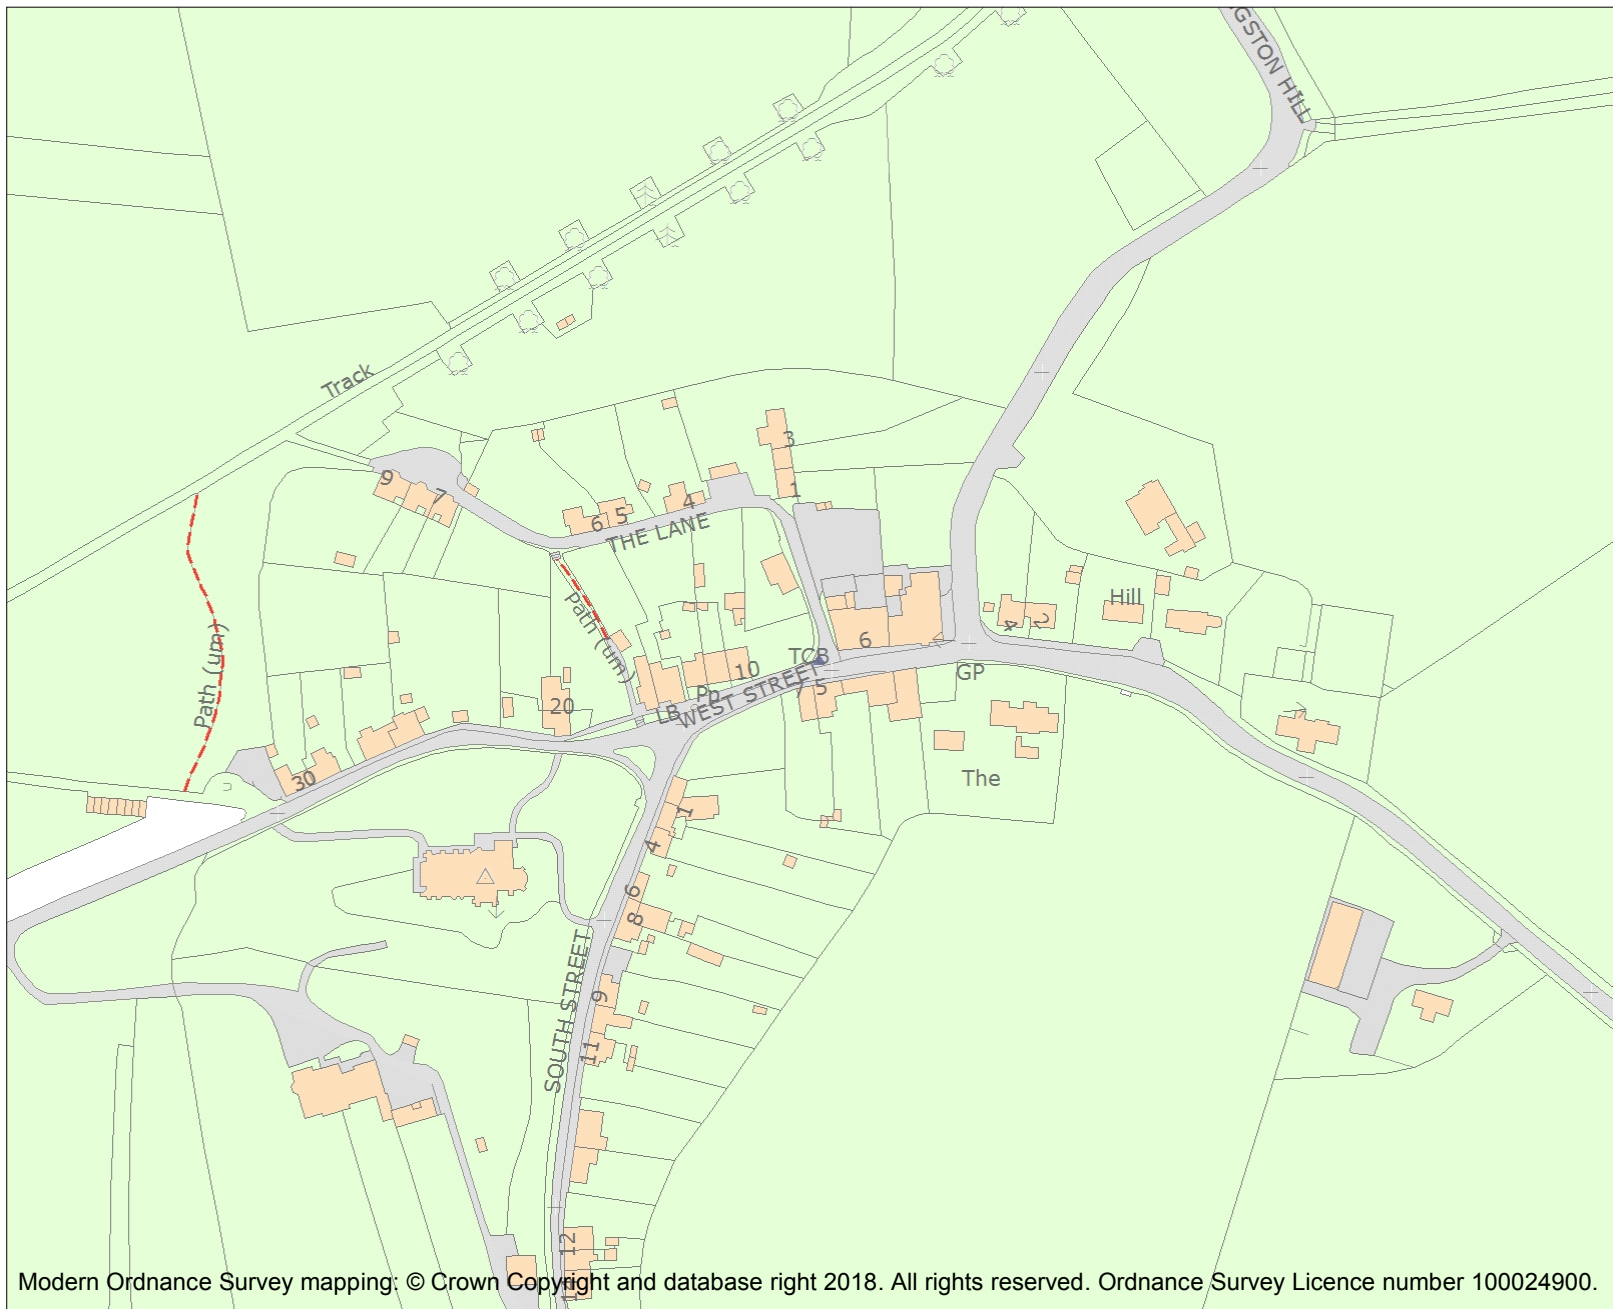 GSTON HILL
Track
3
9
7
1
4
5
6
THE LANE
Path (um)
Path (um)
Hill
4
2
6
TCB
10
GP
5
7
Pp
WEST STREET
LB
20
The
30
1
4
6
8
SOUTH STREET
9
11
12
Modern Ordnance Survey mapping: © Crown Copyright and database right 2018. All rights reserved. Ordnance Survey Licence number 100024900.